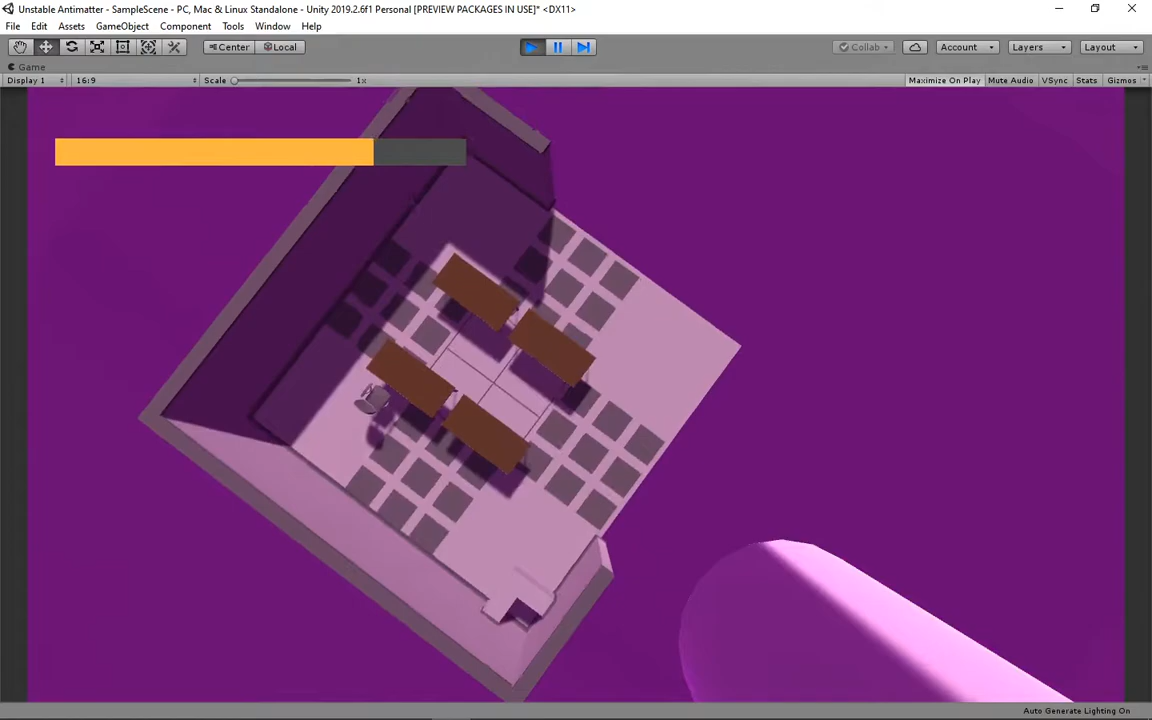 Unstable Antimatter - SampleScene - PC, Mac & Linux Standalone - Unity 2019.2.6f1 Personal [PREVIEW PACKAGES IN USE]* <DX11>
File Edit Assets GameObject Component Tools Window Help
Center Local Collab Account Layers Layout
Game
Display 1 16:9 Scale 1x Maximize On Play Mute Audio VSync Stats Gizmos
Auto Generate Lighting On